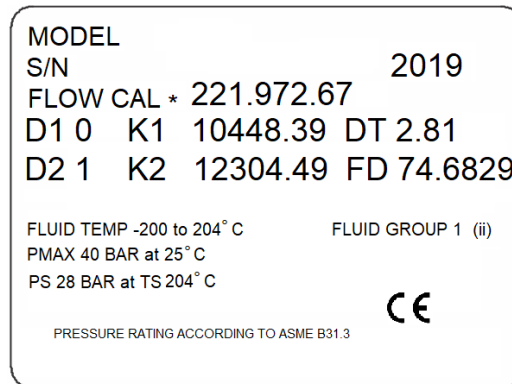 MODEL
S/N 2019
FLOW CAL * 221.972.67
D1 0 K1 10448.39 DT 2.81
D2 1 K2 12304.49 FD 74.6829
FLUID TEMP -200 to 204°C FLUID GROUP 1 (ii)
PMAX 40 BAR at 25°C
PS 28 BAR at TS 204°C
CE
PRESSURE RATING ACCORDING TO ASME B31.3